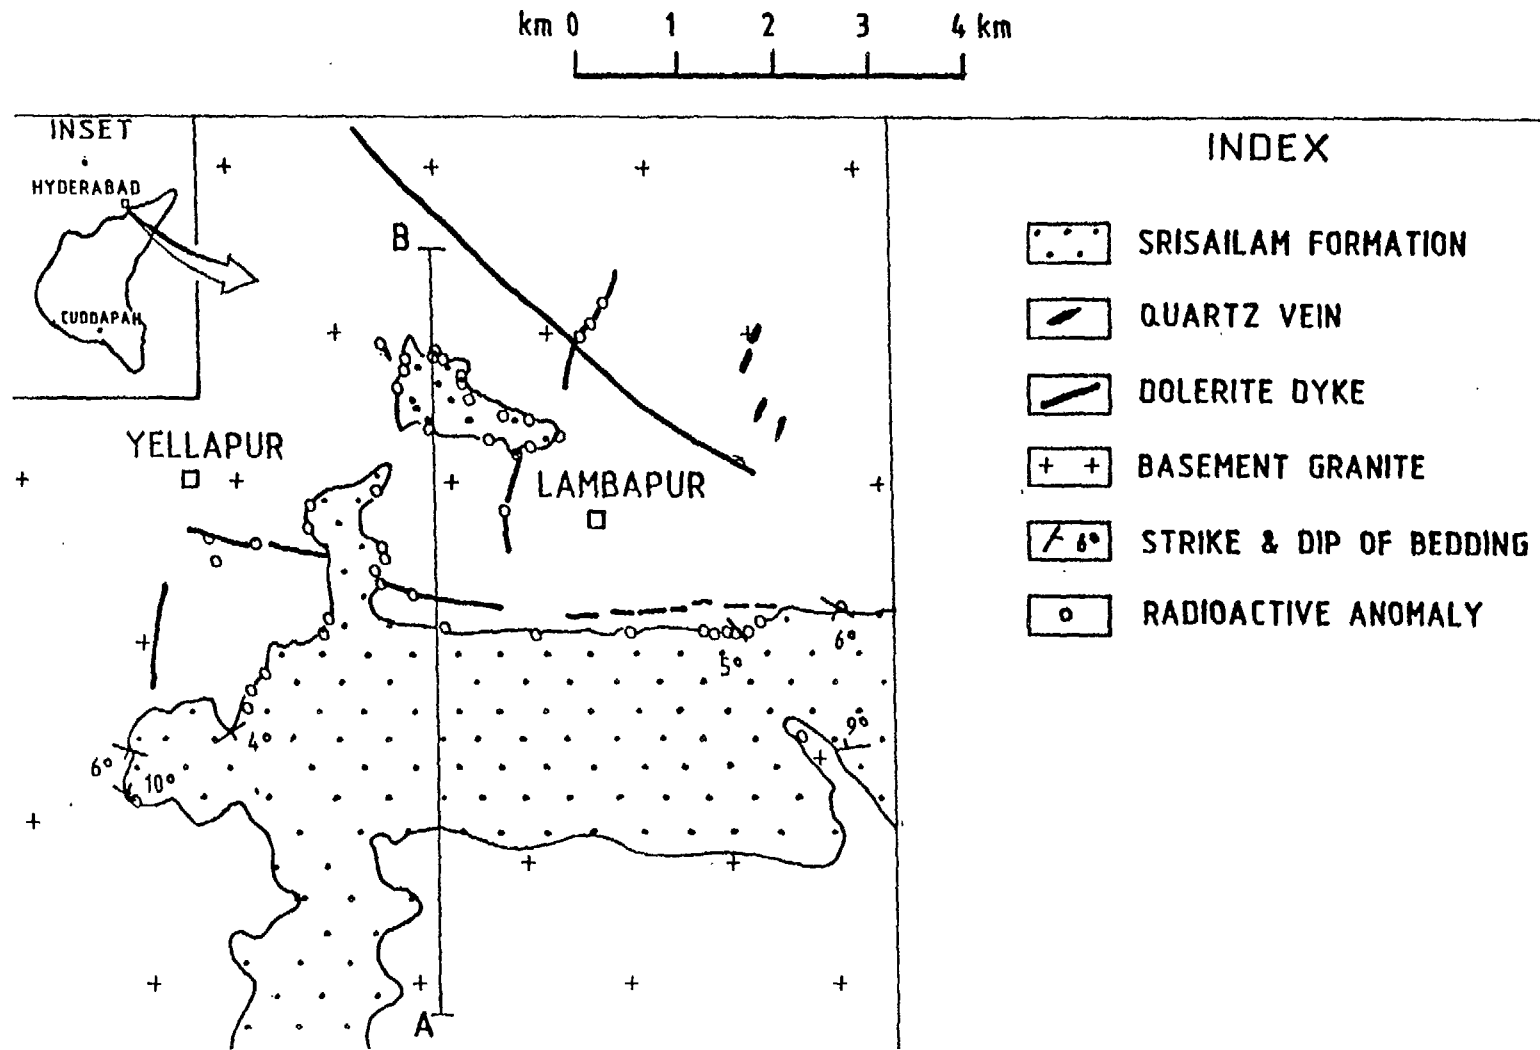 km 0 1 2 3 4 km
INSET
HYDERABAD
CUDDAPAH
INDEX
SRISAILAM FORMATION
QUARTZ VEIN
DOLERITE DYKE
BASEMENT GRANITE
6° STRIKE & DIP OF BEDDING
RADIOACTIVE ANOMALY
B
YELLAPUR
LAMBAPUR
6°
5°
4°
9°
6°
10°
A